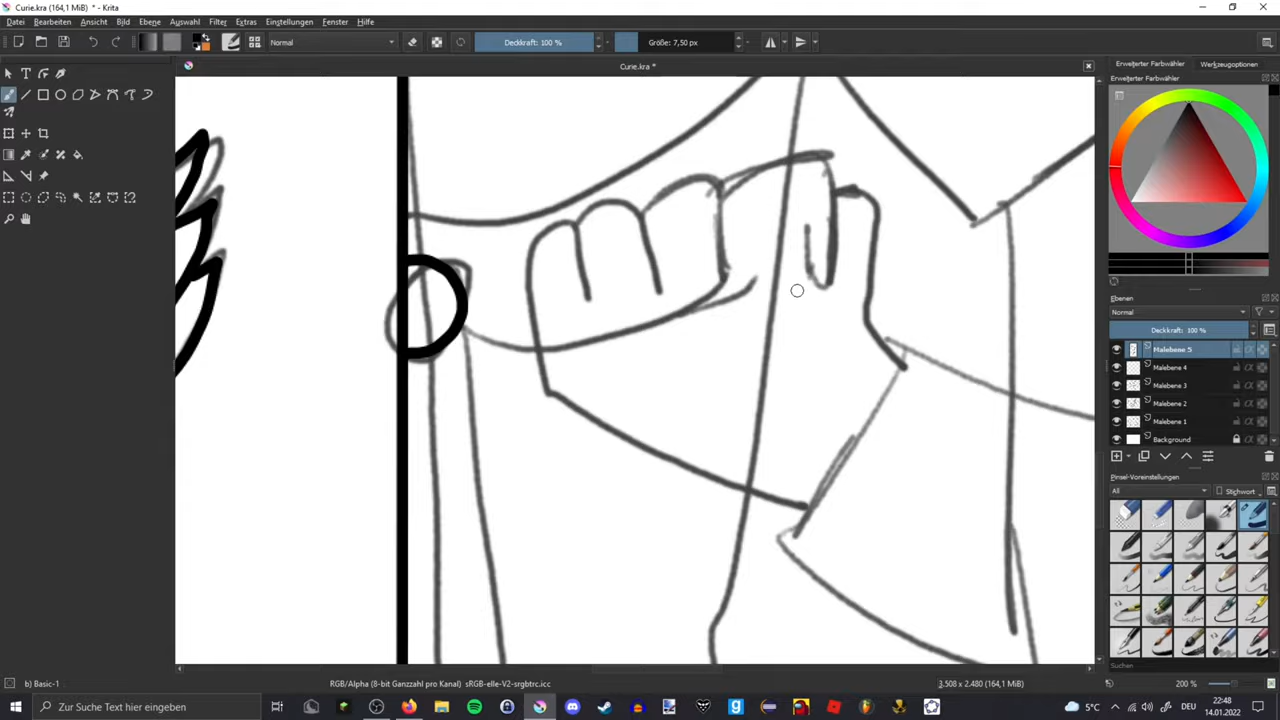 Curie.kra (164,1 MiB) * - Krita
Datei Bearbeiten Ansicht Bild Ebene Auswahl Filter Extras Einstellungen Fenster Hilfe
Normal Deckkraft: 100 % Größe: 7,50 px
Curie.kra *
Erweiterter Farbwähler Werkzeugoptionen
Erweiterter Farbwähler
Ebenen
Normal
Deckkraft: 100 %
Malebene 5
Malebene 4
Malebene 3
Malebene 2
Malebene 1
Background
Pinsel-Voreinstellungen
All Stichwort
Suchen
b) Basic-1 RGB/Alpha (8-bit Ganzzahl pro Kanal) sRGB-elle-V2-srgbtrc.icc 3.508 x 2.480 (164,1 MiB) 200 %
Zur Suche Text hier eingeben 5°C DEU 22:48
14.01.2022